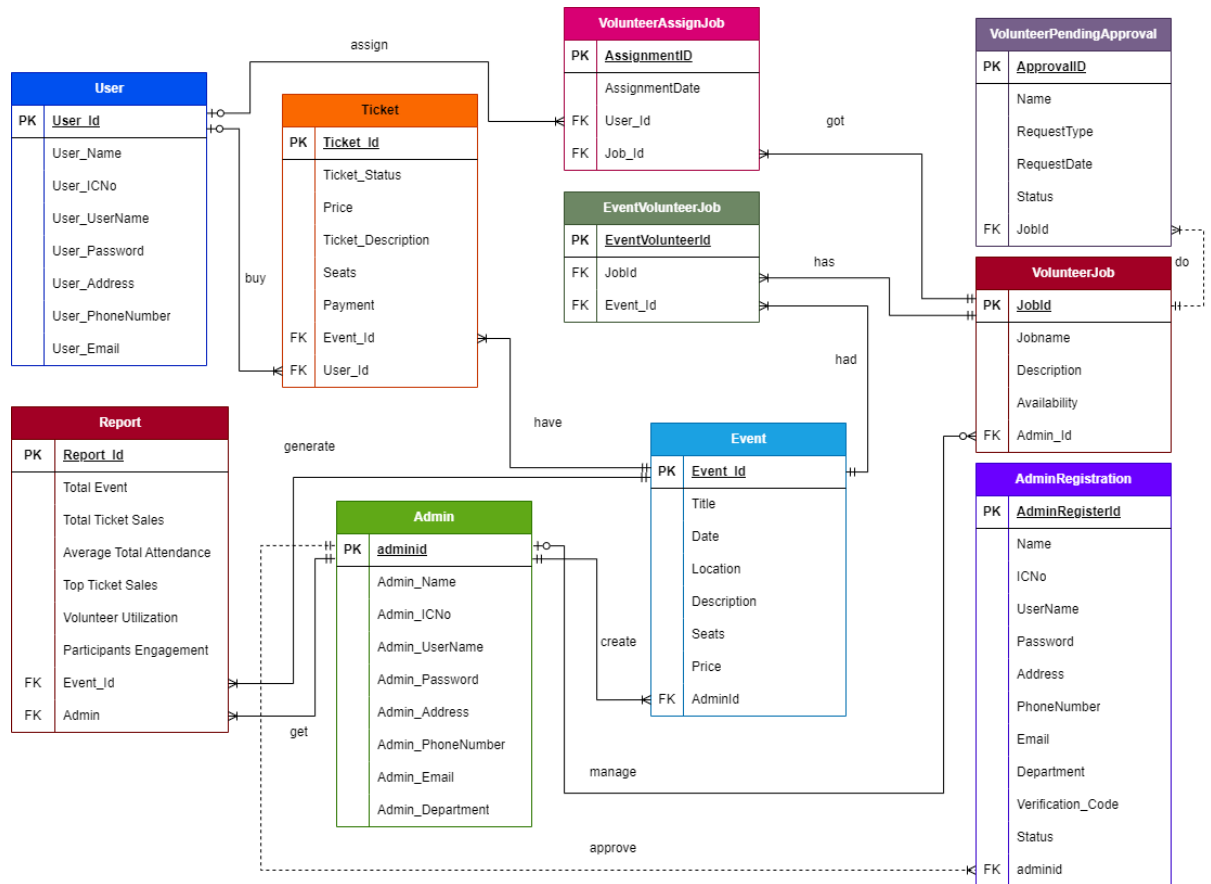 VolunteerAssignJob
PK AssignmentID
AssignmentDate
FK User_Id
FK Job_Id
VolunteerPendingApproval
PK ApprovalID
Name
RequestType
RequestDate
Status
FK JobId
assign
User
PK User_Id
User_Name
User_ICNo
User_UserName
User_Password
User_Address
User_PhoneNumber
User_Email
Ticket
PK Ticket_Id
Ticket_Status
Price
Ticket_Description
Seats
Payment
FK Event_Id
FK User_Id
got
EventVolunteerJob
PK EventVolunteerId
FK JobId
FK Event_Id
has
do
buy
VolunteerJob
PK JobId
Jobname
Description
Availability
FK Admin_Id
had
have
generate
Report
PK Report_Id
Total Event
Total Ticket Sales
Average Total Attendance
Top Ticket Sales
Volunteer Utilization
Participants Engagement
FK Event_Id
FK Admin
Event
PK Event_Id
Title
Date
Location
Description
Seats
Price
FK AdminId
Admin
PK adminid
Admin_Name
Admin_ICNo
Admin_UserName
Admin_Password
Admin_Address
Admin_PhoneNumber
Admin_Email
Admin_Department
AdminRegistration
PK AdminRegisterId
Name
ICNo
UserName
Password
Address
PhoneNumber
Email
Department
Verification_Code
Status
FK adminid
create
get
manage
approve